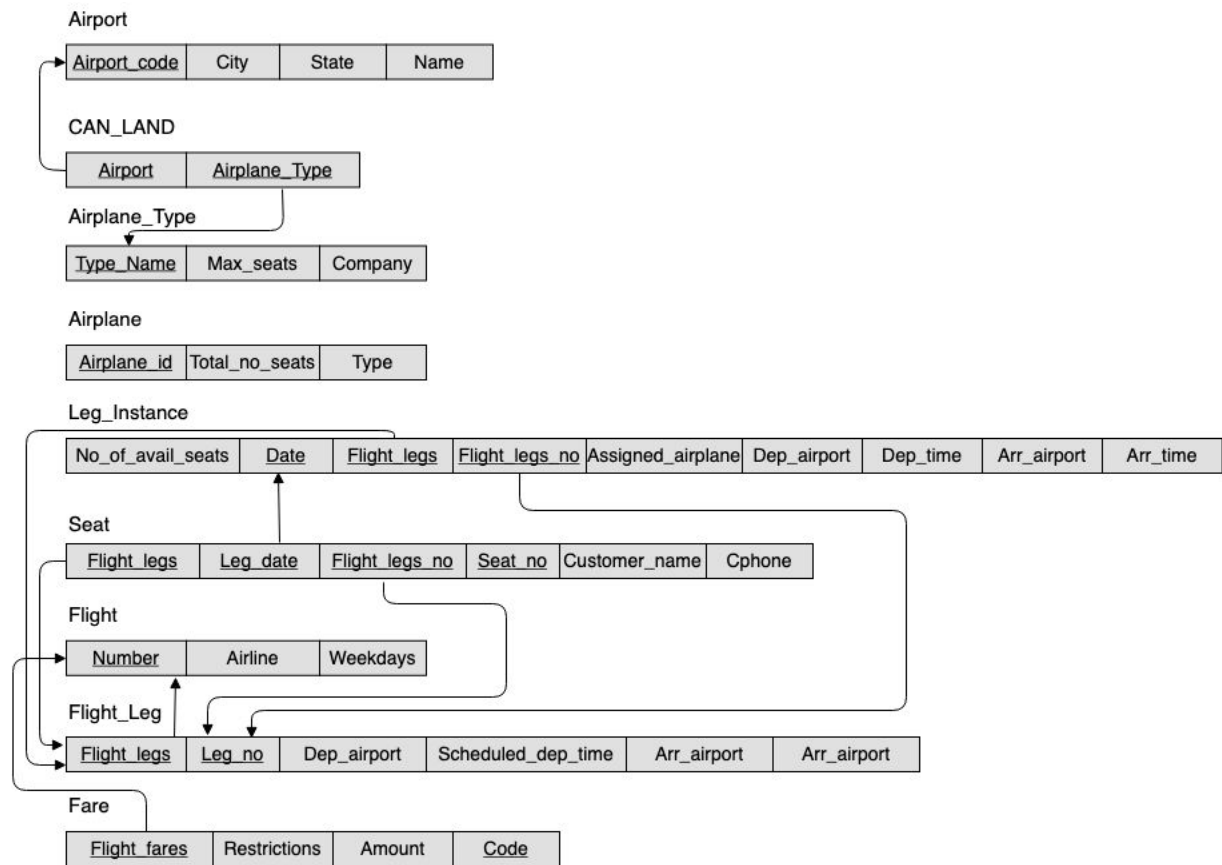 Airport
Airport_code City State Name
CAN_LAND
Airport Airplane_Type
Airplane_Type
Type_Name Max_seats Company
Airplane
Airplane_id Total_no_seats Type
Leg_Instance
No_of_avail_seats Date Flight_legs Flight_legs_no Assigned_airplane Dep_airport Dep_time Arr_airport Arr_time
Seat
Flight_legs Leg_date Flight_legs_no Seat_no Customer_name Cphone
Flight
Number Airline Weekdays
Flight_Leg
Flight_legs Leg_no Dep_airport Scheduled_dep_time Arr_airport Arr_airport
Fare
Flight_fares Restrictions Amount Code